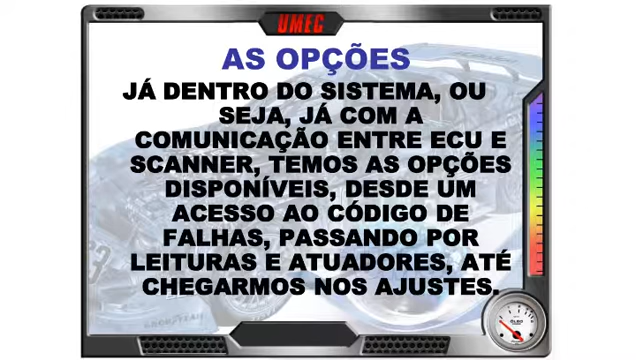 UMEC
AS OPÇÕES
JÁ DENTRO DO SISTEMA, OU
SEJA, JÁ COM A
COMUNICAÇÃO ENTRE ECU E
SCANNER, TEMOS AS OPÇÕES
DISPONÍVEIS, DESDE UM
ACESSO AO CÓDIGO DE
FALHAS, PASSANDO POR
LEITURAS E ATUADORES, ATÉ
CHEGARMOS NOS AJUSTES.
GOODYEAR